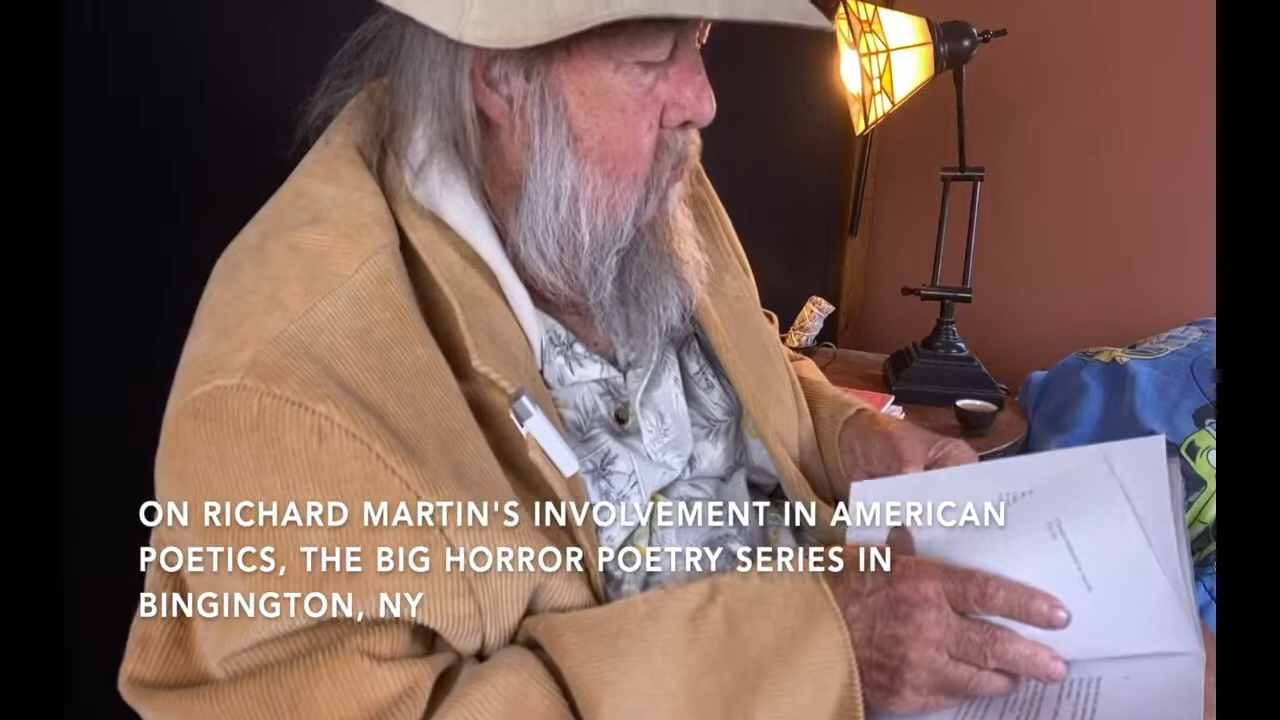 ON RICHARD MARTIN'S INVOLVEMENT IN AMERICAN
POETICS, THE BIG HORROR POETRY SERIES IN
BINGINGTON, NY